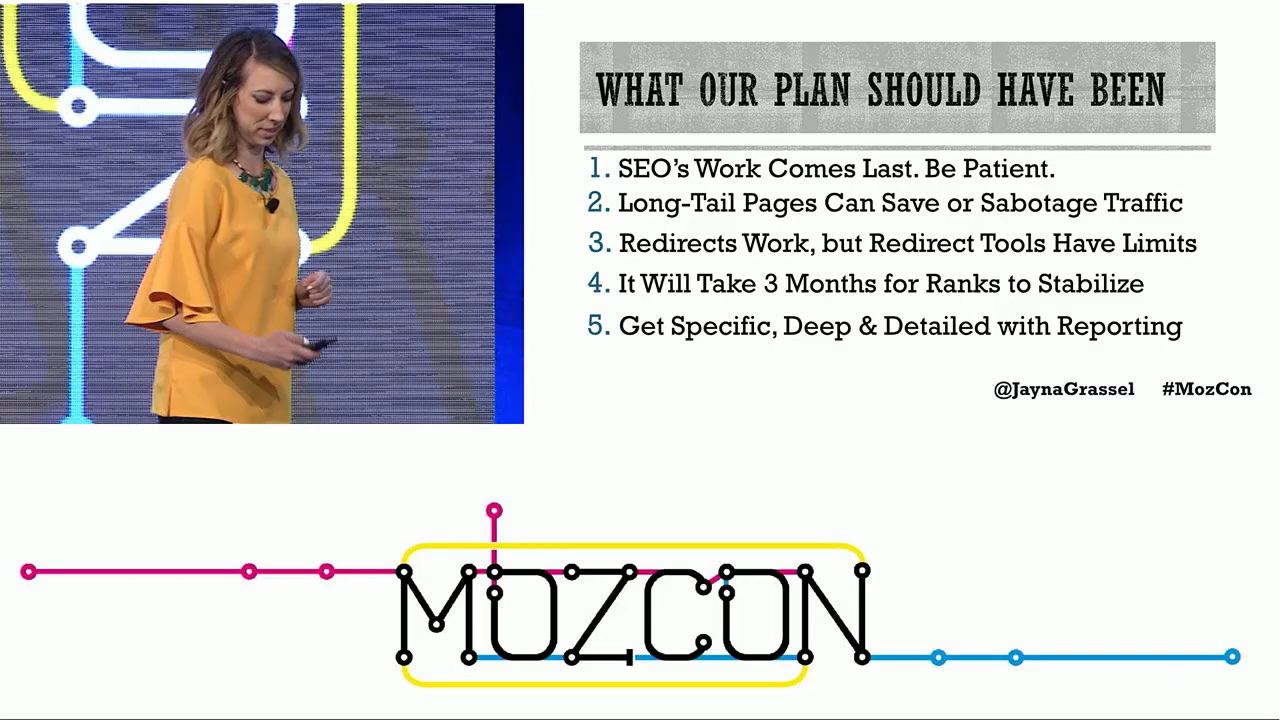 WHAT OUR PLAN SHOULD HAVE BEEN
1. SEO's Work Comes Last. Be Patient.
2. Long-Tail Pages Can Save or Sabotage Traffic
3. Redirects Work, but Redirect Tools Have Limits
4. It Will Take 3 Months for Ranks to Stabilize
5. Get Specific, Deep & Detailed with Reporting
@JaynaGrassel #MozCon
MOZCON